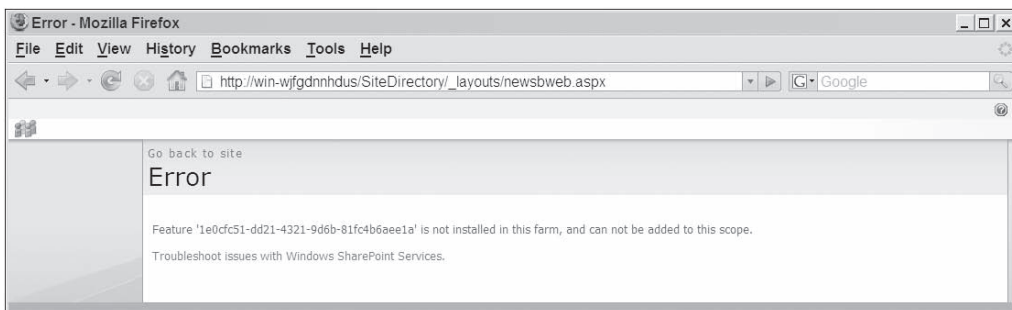 Error - Mozilla Firefox
File Edit View History Bookmarks Tools Help
http://win-wjfgdnnhdus/SiteDirectory/_layouts/newsbweb.aspx
G Google
Go back to site
Error
Feature '1e0cfc51-dd21-4321-9d6b-81fc4b6aee1a' is not installed in this farm, and can not be added to this scope.
Troubleshoot issues with Windows SharePoint Services.